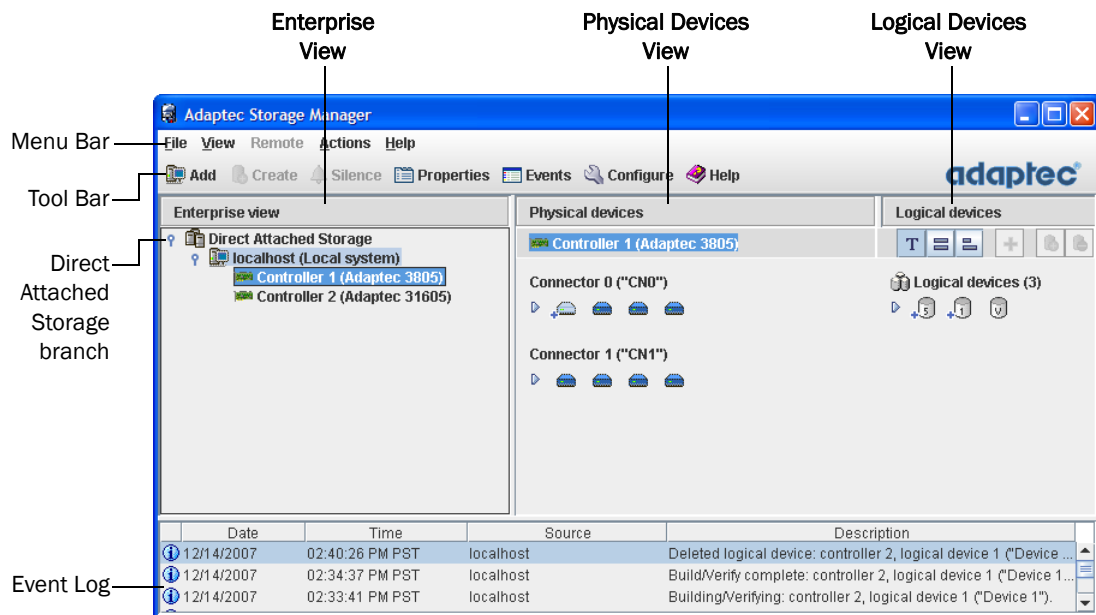 Enterprise View
Physical Devices View
Logical Devices View
Adaptec Storage Manager
Menu Bar
File View Remote Actions Help
Tool Bar
Add Create Silence Properties Events Configure Help
adaptec
Enterprise view
Physical devices
Logical devices
Direct Attached Storage branch
Direct Attached Storage
localhost (Local system)
Controller 1 (Adaptec 3805)
Controller 2 (Adaptec 31605)
Controller 1 (Adaptec 3805)
Connector 0 ("CN0")
Connector 1 ("CN1")
T
Logical devices (3)
5 1 V
Event Log
Date Time Source Description
12/14/2007 02:40:26 PM PST localhost Deleted logical device: controller 2, logical device 1 ("Device ...
12/14/2007 02:34:37 PM PST localhost Build/Verify complete: controller 2, logical device 1 ("Device 1...
12/14/2007 02:33:41 PM PST localhost Building/Verifying: controller 2, logical device 1 ("Device 1").